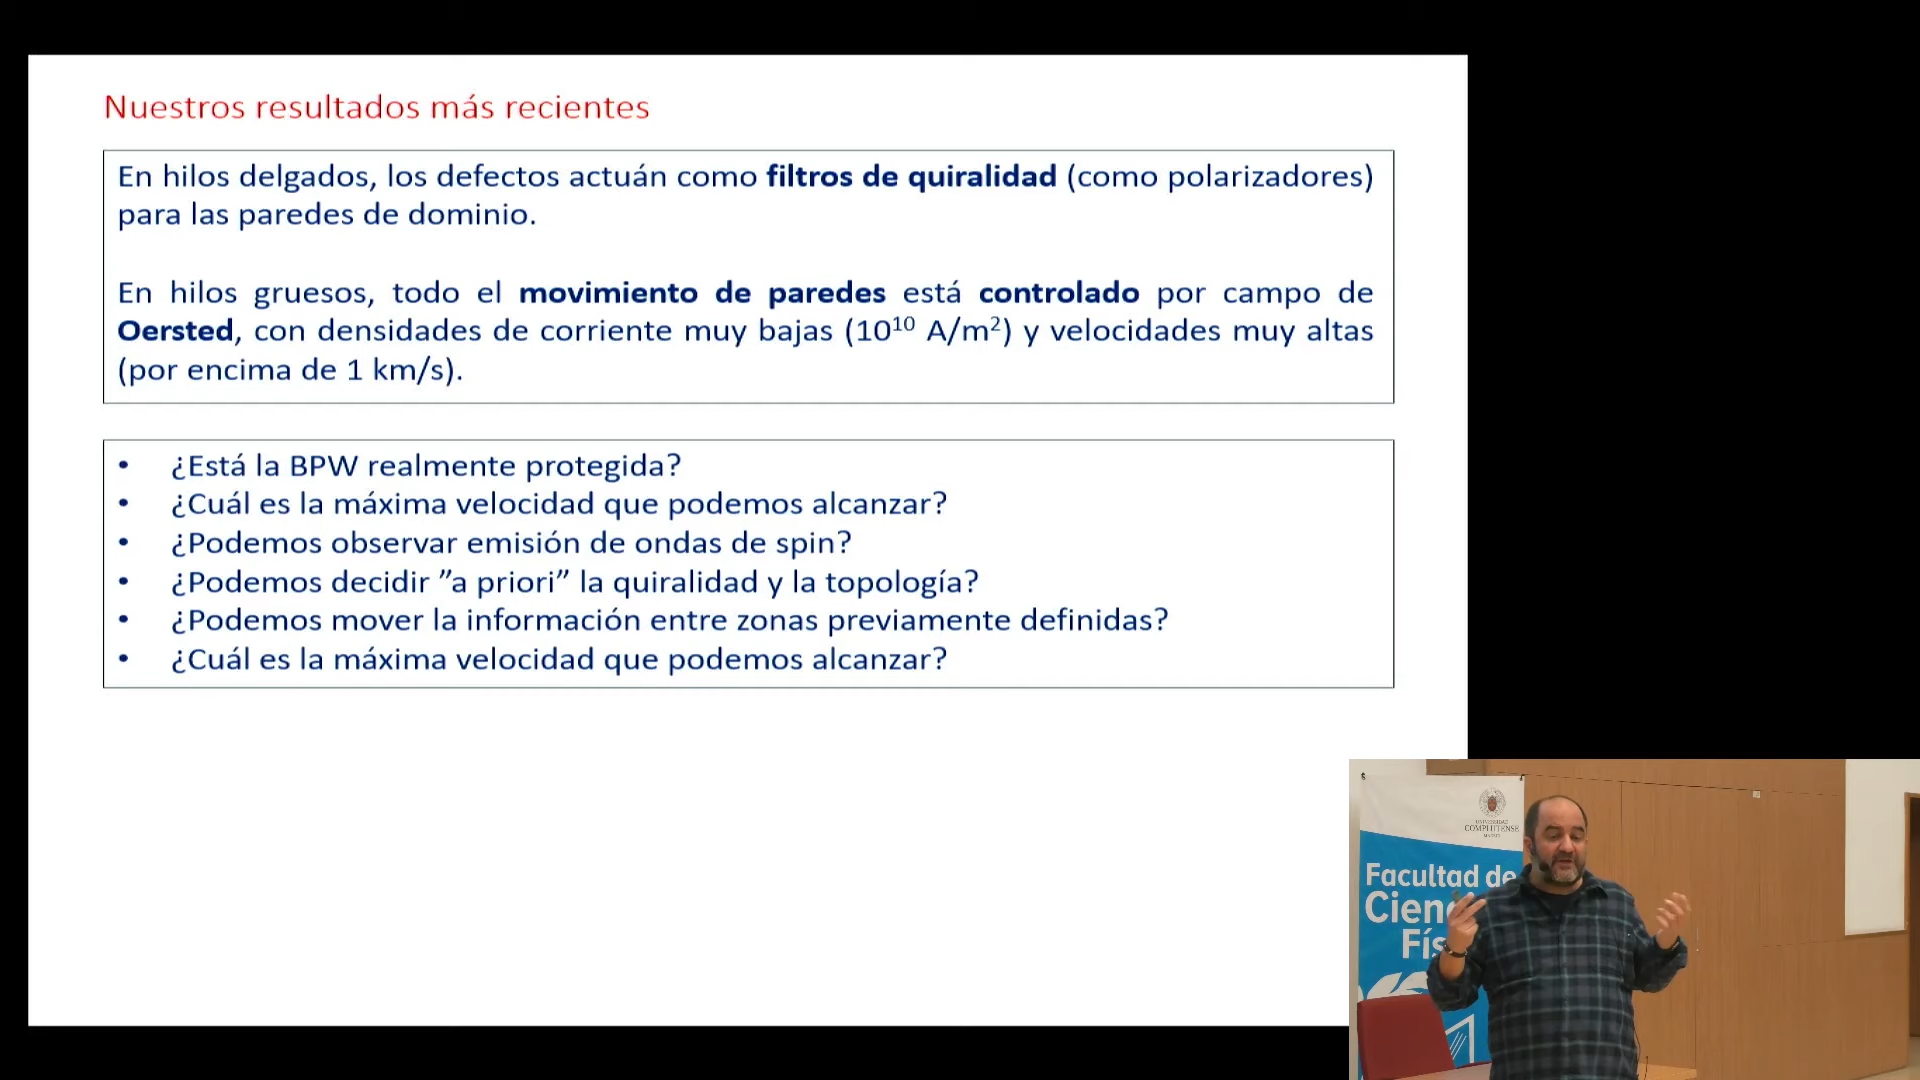 Nuestros resultados más recientes
En hilos delgados, los defectos actuán como filtros de quiralidad (como polarizadores)
para las paredes de dominio.
En hilos gruesos, todo el movimiento de paredes está controlado por campo de
Oersted, con densidades de corriente muy bajas (10¹⁰ A/m²) y velocidades muy altas
(por encima de 1 km/s).
• ¿Está la BPW realmente protegida?
• ¿Cuál es la máxima velocidad que podemos alcanzar?
• ¿Podemos observar emisión de ondas de spin?
• ¿Podemos decidir ”a priori” la quiralidad y la topología?
• ¿Podemos mover la información entre zonas previamente definidas?
• ¿Cuál es la máxima velocidad que podemos alcanzar?
UNIVERSIDAD
COMPLUTENSE
Facultad de
Cien
Fís